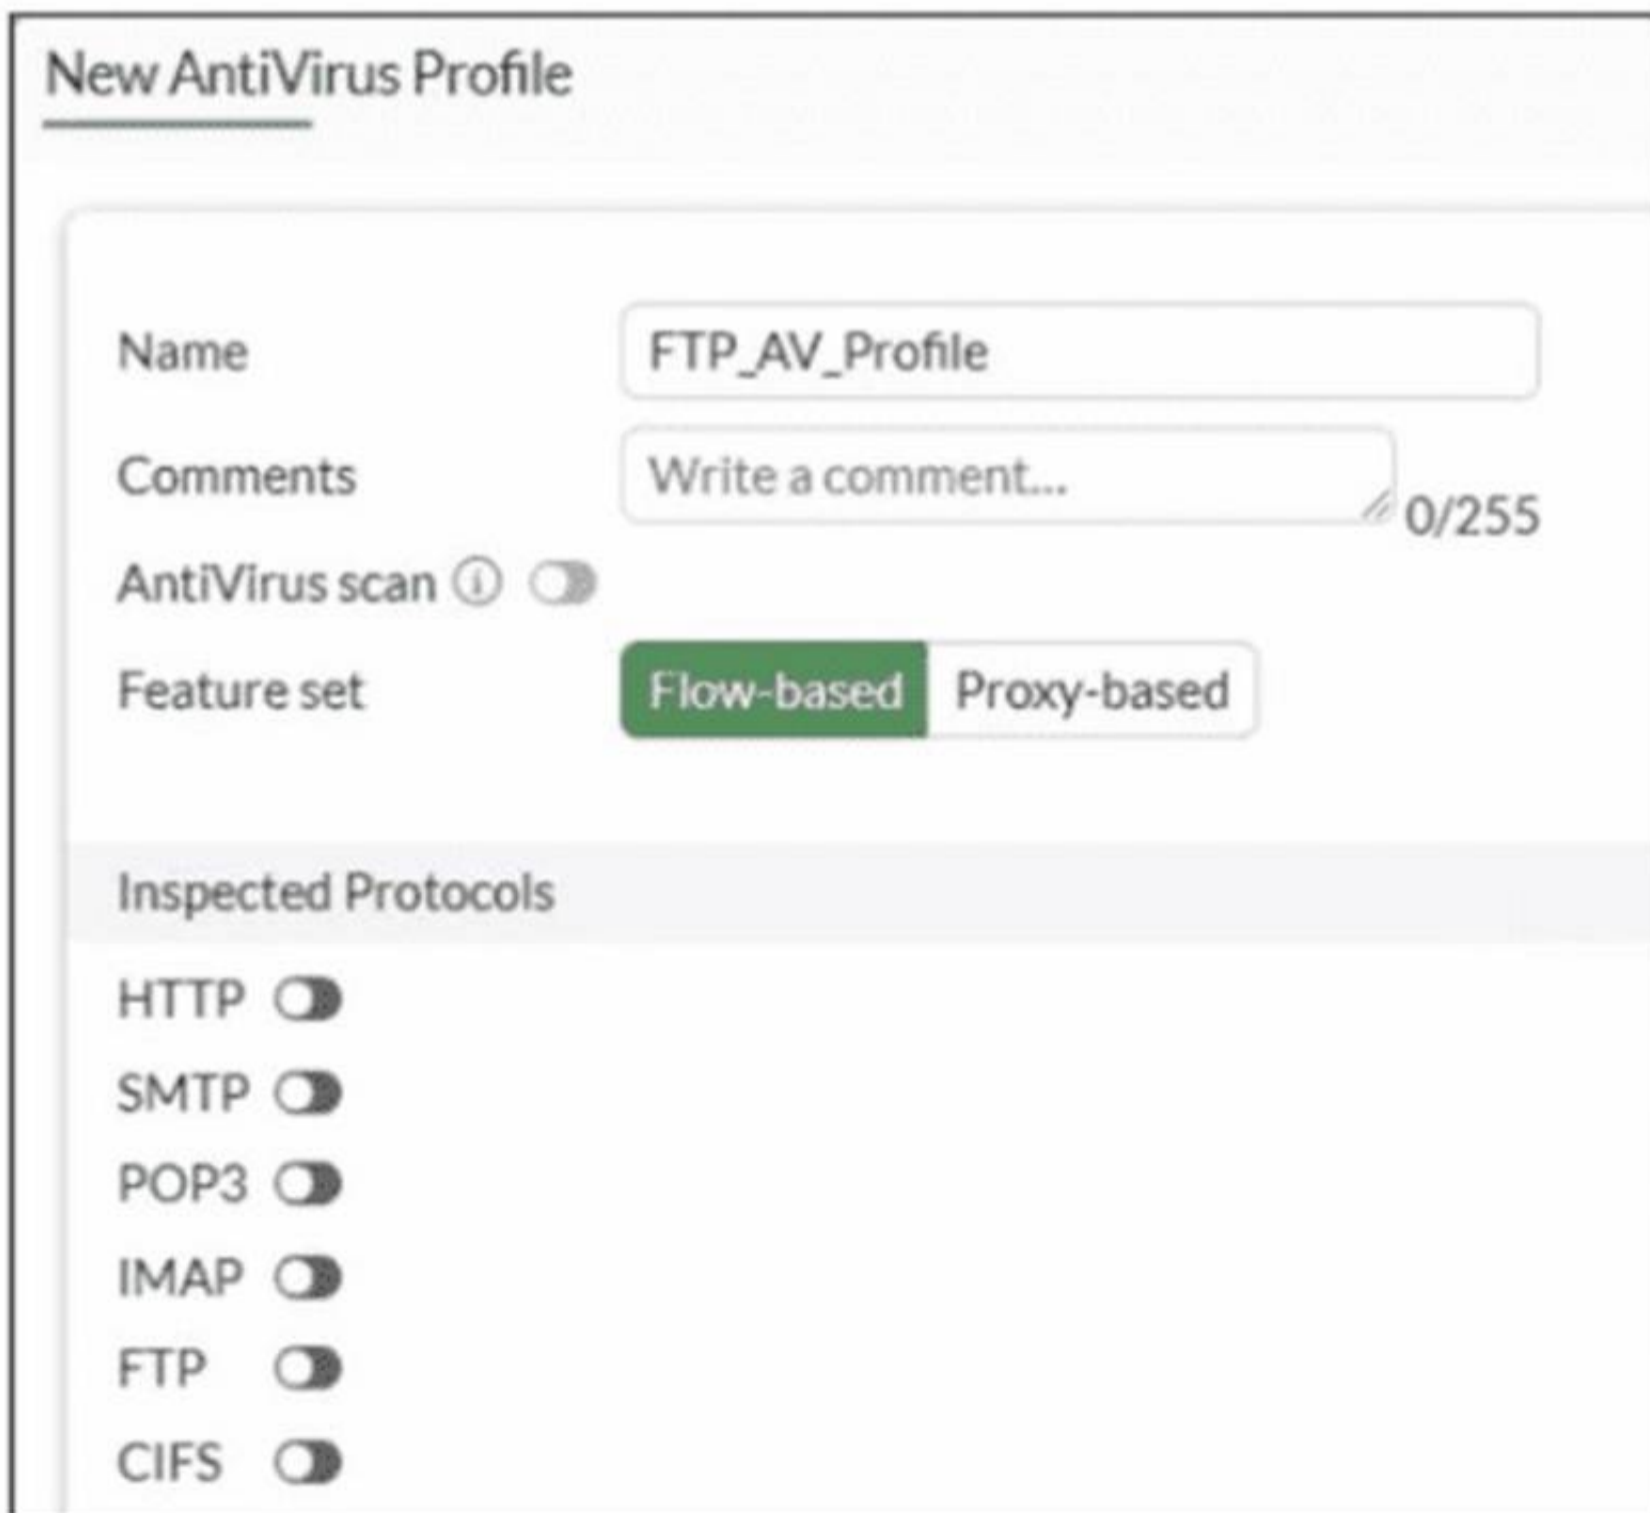 New AntiVirus Profile
Name FTP_AV_Profile
Comments Write a comment... 0/255
AntiVirus scan i
Feature set Flow-based Proxy-based
Inspected Protocols
HTTP
SMTP
POP3
IMAP
FTP
CIFS